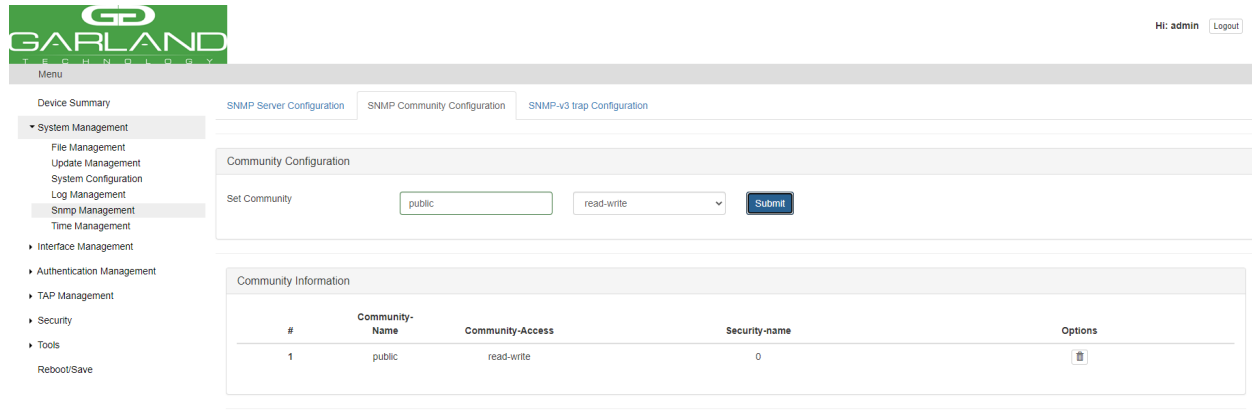 GARLAND
TECHNOLOGY
Hi: admin Logout
Menu
Device Summary
System Management
File Management
Update Management
System Configuration
Log Management
Snmp Management
Time Management
Interface Management
Authentication Management
TAP Management
Security
Tools
Reboot/Save
SNMP Server Configuration SNMP Community Configuration SNMP-v3 trap Configuration
Community Configuration
Set Community public read-write Submit
Community Information
# Community-Name Community-Access Security-name Options
1 public read-write 0